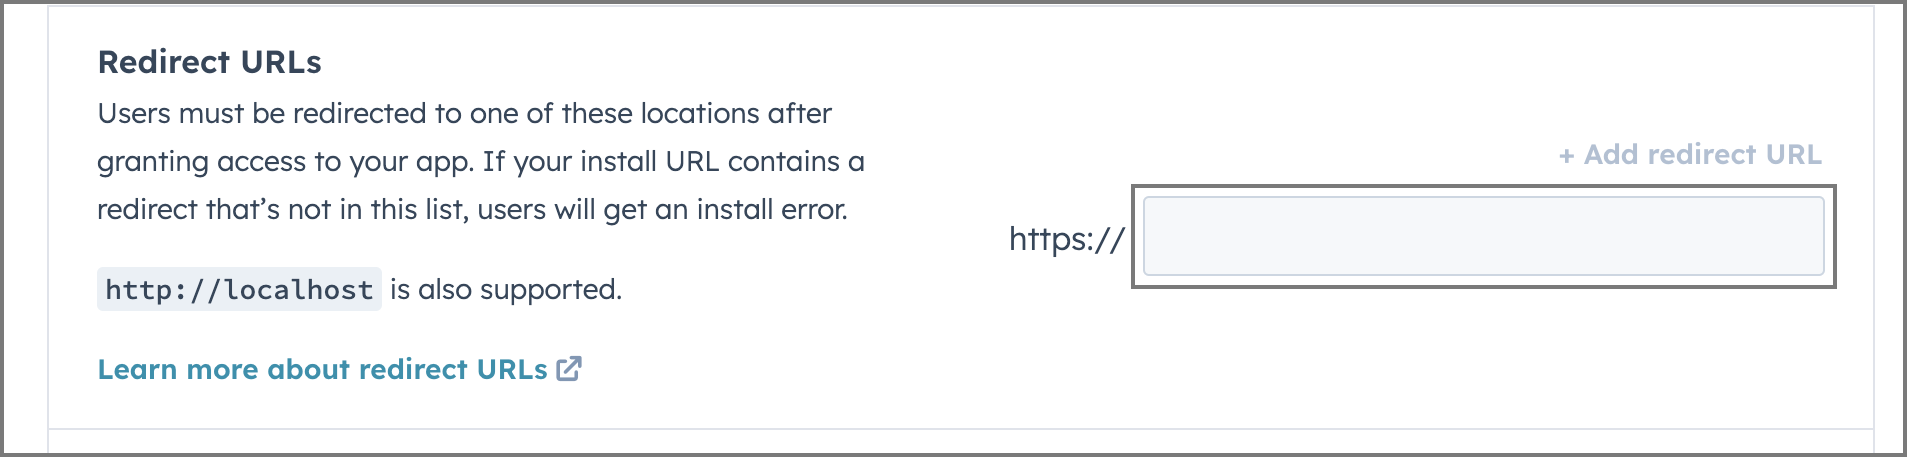 Redirect URLs
Users must be redirected to one of these locations after
granting access to your app. If your install URL contains a
redirect that’s not in this list, users will get an install error.
http://localhost is also supported.
Learn more about redirect URLs
+ Add redirect URL
https://